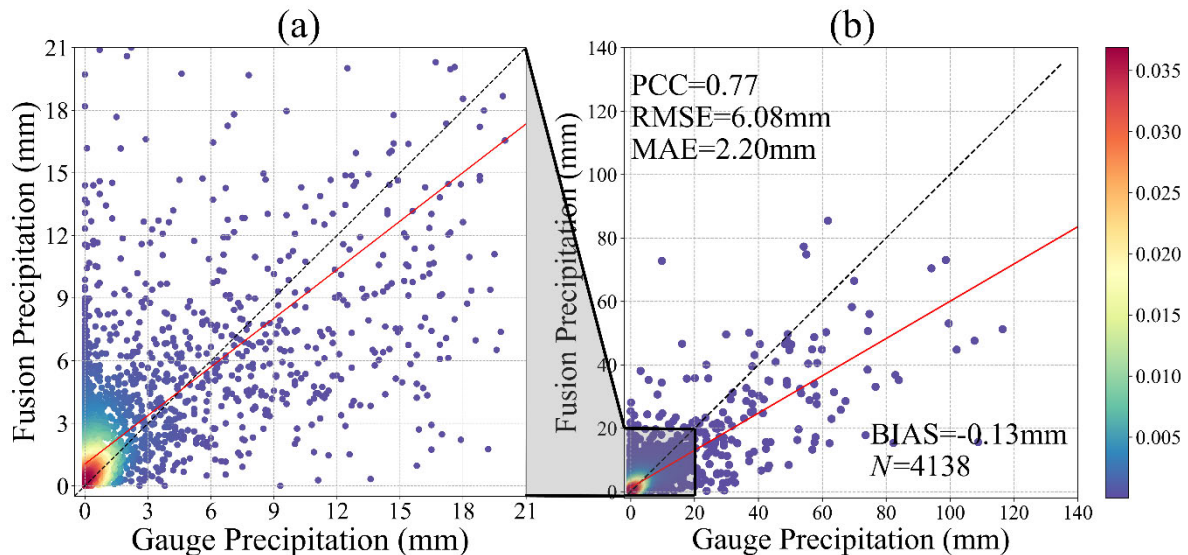 (a)
21
18
15
12
9
6
3
0
Fusion Precipitation (mm)
0 3 6 9 12 15 18 21
Gauge Precipitation (mm)
(b)
140
120
100
80
60
40
20
0
Fusion Precipitation (mm)
PCC=0.77
RMSE=6.08mm
MAE=2.20mm
BIAS=-0.13mm
N=4138
0 20 40 60 80 100 120 140
Gauge Precipitation (mm)
0.035
0.030
0.025
0.020
0.015
0.010
0.005